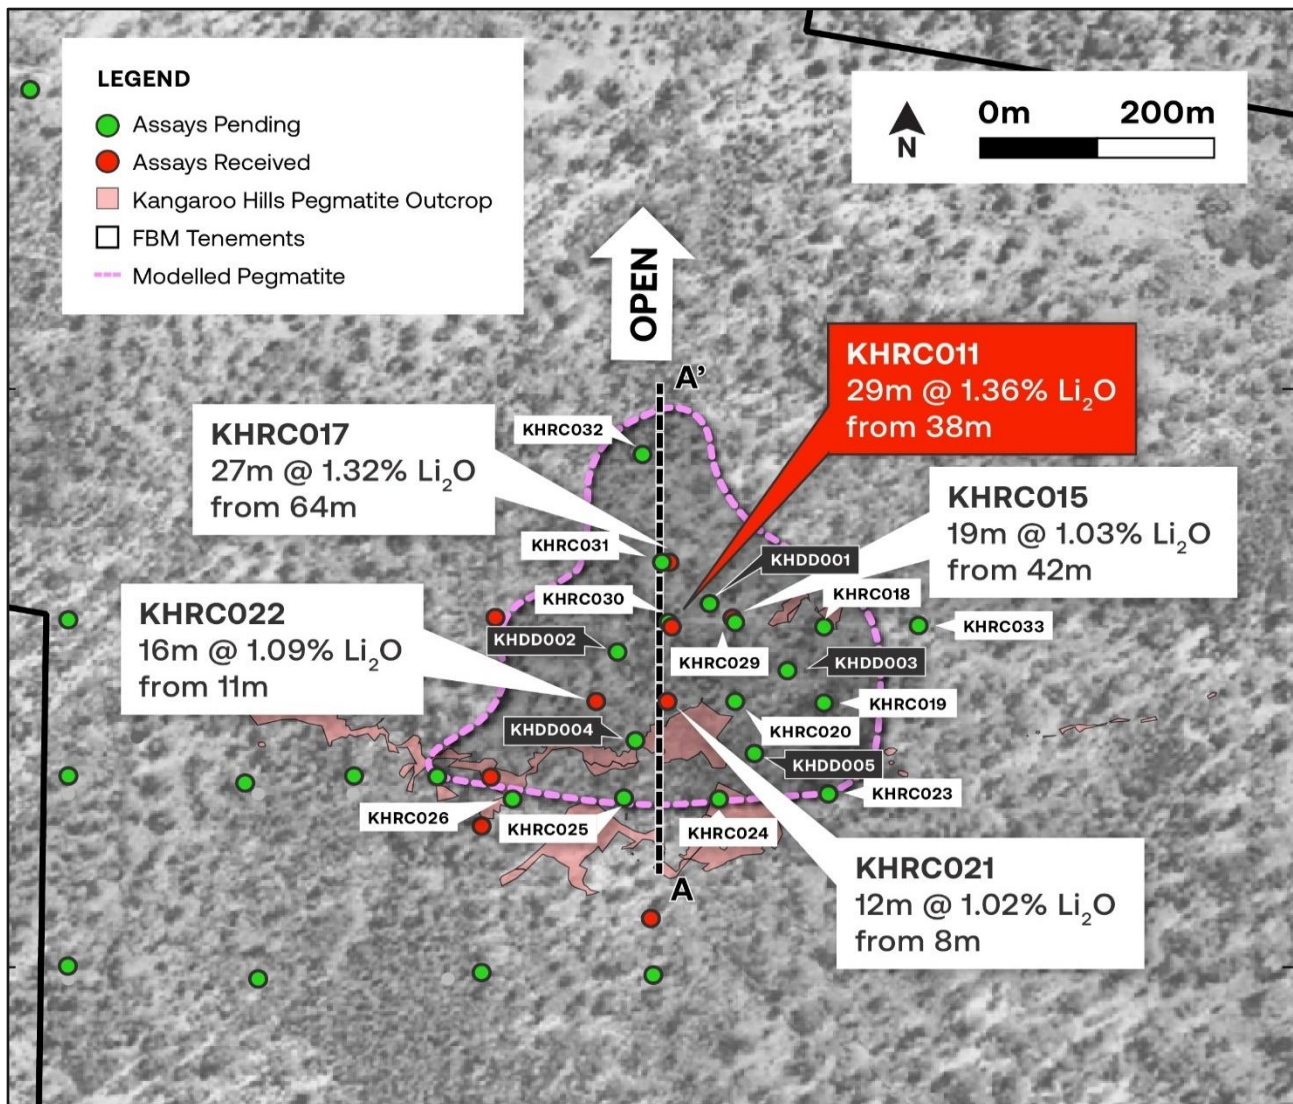 LEGEND
Assays Pending
Assays Received
Kangaroo Hills Pegmatite Outcrop
FBM Tenements
Modelled Pegmatite
N
0m 200m
OPEN
A'
KHRC011
29m @ 1.36% Li₂O
from 38m
KHRC032
KHRC017
27m @ 1.32% Li₂O
from 64m
KHRC015
19m @ 1.03% Li₂O
from 42m
KHRC031
KHDD001
KHRC030
KHRC018
KHRC033
KHRC022
16m @ 1.09% Li₂O
from 11m
KHDD002
KHRC029
KHDD003
KHRC019
KHDD004
KHRC020
KHDD005
KHRC023
KHRC026
KHRC025
KHRC024
A
KHRC021
12m @ 1.02% Li₂O
from 8m